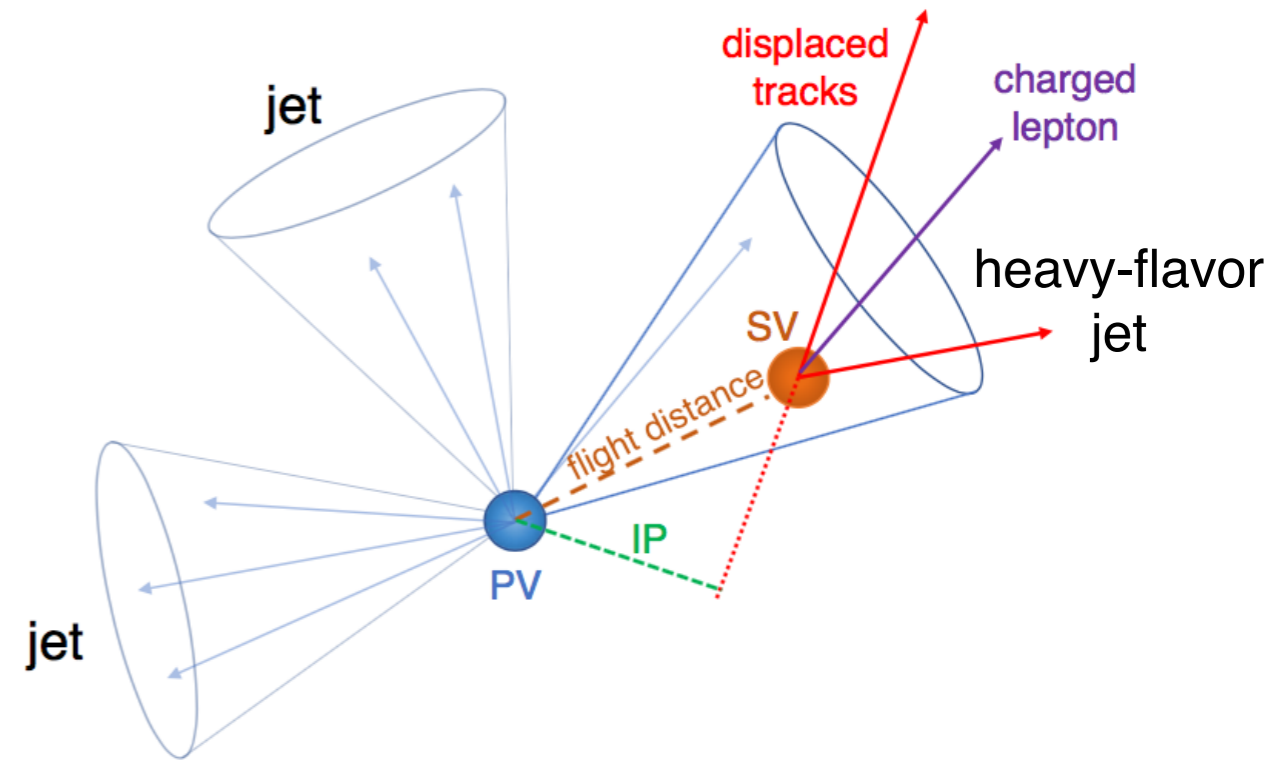 displaced
tracks
charged
lepton
jet
heavy-flavor
jet
SV
flight distance
IP
PV
jet